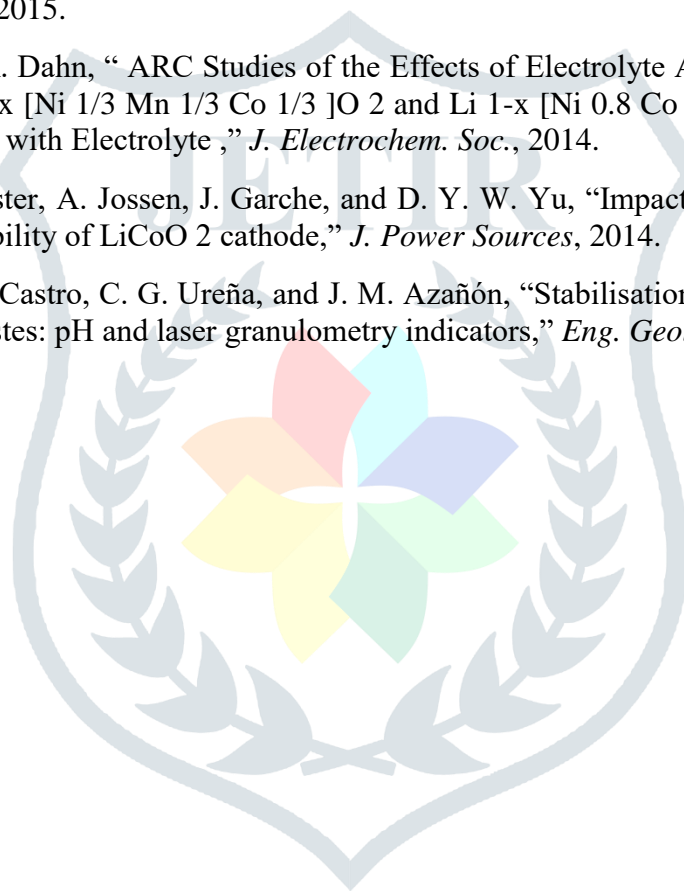 2015.
. Dahn, “ ARC Studies of the Effects of Electrolyte
x [Ni 1/3 Mn 1/3 Co 1/3 ]O 2 and Li 1-x [Ni 0.8 Co
with Electrolyte ,” J. Electrochem. Soc., 2014.
ster, A. Jossen, J. Garche, and D. Y. W. Yu, “Impact
bility of LiCoO 2 cathode,” J. Power Sources, 2014.
Castro, C. G. Ureña, and J. M. Azañón, “Stabilisation
stes: pH and laser granulometry indicators,” Eng. Geol
JETIR